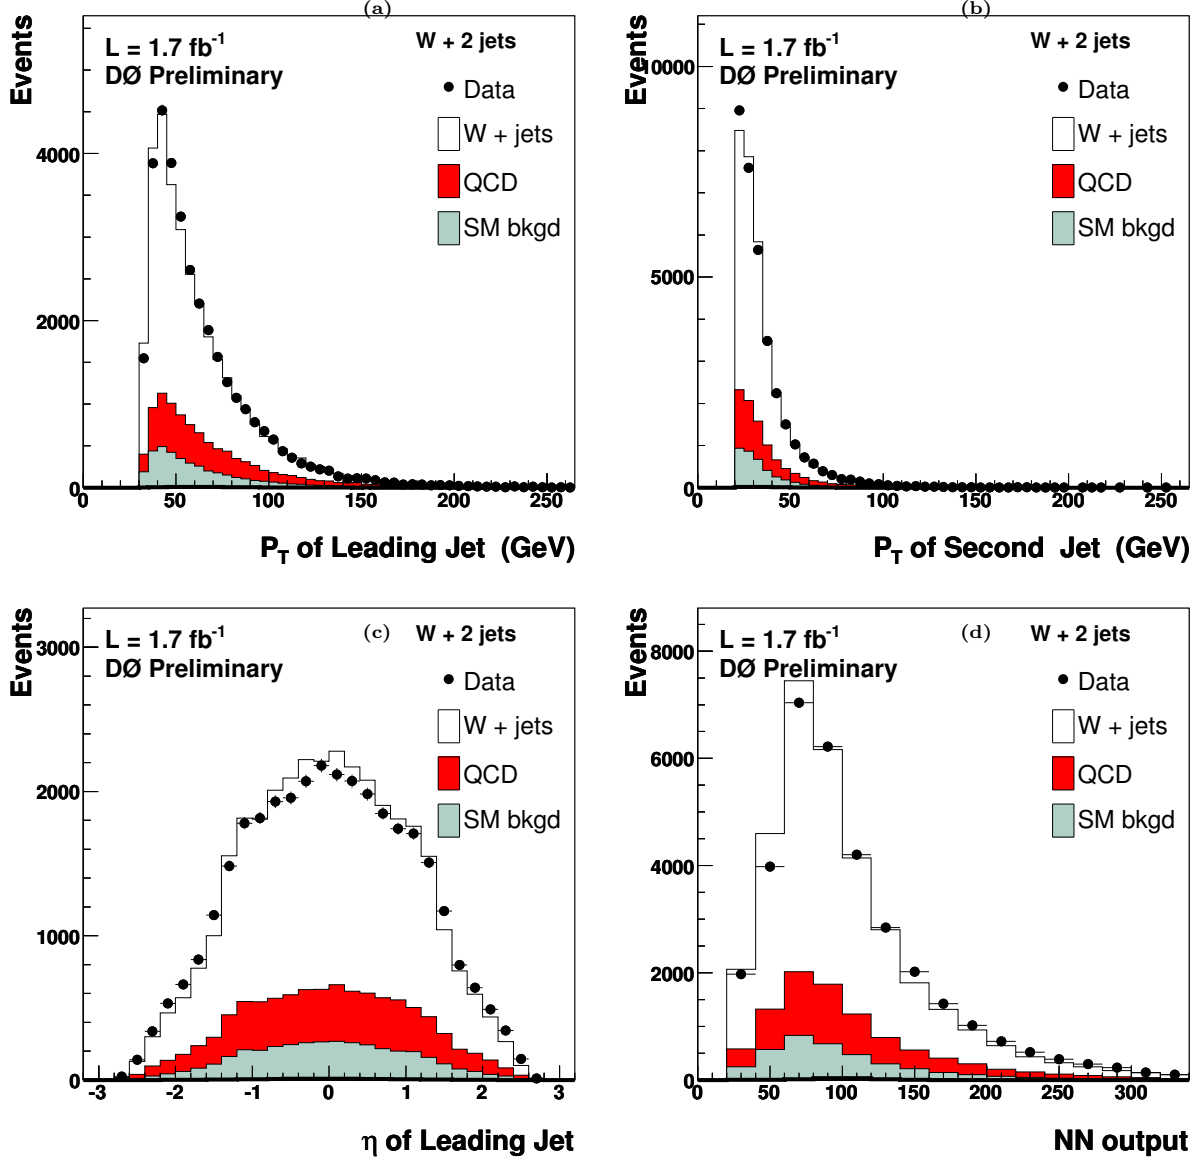 (a)
Events
L = 1.7 fb-1
DØ Preliminary
W + 2 jets
Data
W + jets
QCD
SM bkgd
4000
2000
0
0 50 100 150 200 250
PT of Leading Jet (GeV)
(b)
Events
L = 1.7 fb-1
DØ Preliminary
W + 2 jets
Data
W + jets
QCD
SM bkgd
10000
5000
0
0 50 100 150 200 250
PT of Second Jet (GeV)
(c)
Events
L = 1.7 fb-1
DØ Preliminary
W + 2 jets
Data
W + jets
QCD
SM bkgd
3000
2000
1000
0
-3 -2 -1 0 1 2 3
η of Leading Jet
(d)
Events
L = 1.7 fb-1
DØ Preliminary
W + 2 jets
Data
W + jets
QCD
SM bkgd
8000
6000
4000
2000
0
0 50 100 150 200 250 300
NN output